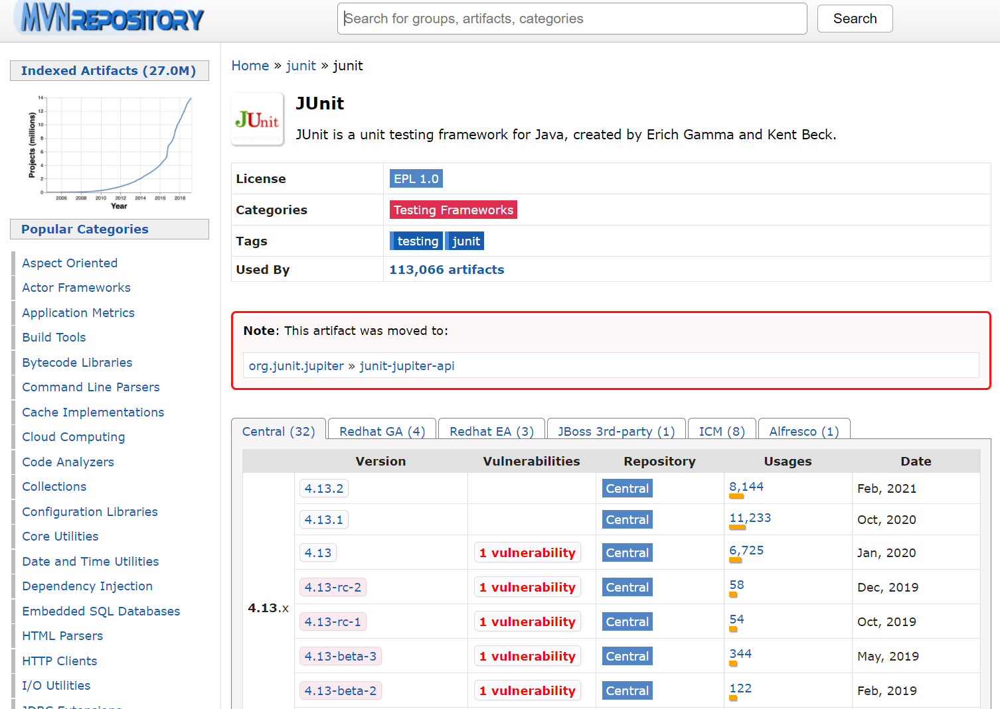 MVNREPOSITORY
Search for groups, artifacts, categories
Search
Indexed Artifacts (27.0M)
Projects (millions)
14
12
10
8
6
4
2
0
2006 2008 2010 2012 2014 2016 2018
Year
Popular Categories
Aspect Oriented
Actor Frameworks
Application Metrics
Build Tools
Bytecode Libraries
Command Line Parsers
Cache Implementations
Cloud Computing
Code Analyzers
Collections
Configuration Libraries
Core Utilities
Date and Time Utilities
Dependency Injection
Embedded SQL Databases
HTML Parsers
HTTP Clients
I/O Utilities
Home » junit » junit
JUnit
JUnit
JUnit is a unit testing framework for Java, created by Erich Gamma and Kent Beck.
License EPL 1.0
Categories Testing Frameworks
Tags testing junit
Used By 113,066 artifacts
Note: This artifact was moved to:
org.junit.jupiter » junit-jupiter-api
Central (32) Redhat GA (4) Redhat EA (3) JBoss 3rd-party (1) ICM (8) Alfresco (1)
Version Vulnerabilities Repository Usages Date
4.13.x
4.13.2 Central 8,144 Feb, 2021
4.13.1 Central 11,233 Oct, 2020
4.13 1 vulnerability Central 6,725 Jan, 2020
4.13-rc-2 1 vulnerability Central 58 Dec, 2019
4.13-rc-1 1 vulnerability Central 54 Oct, 2019
4.13-beta-3 1 vulnerability Central 344 May, 2019
4.13-beta-2 1 vulnerability Central 122 Feb, 2019